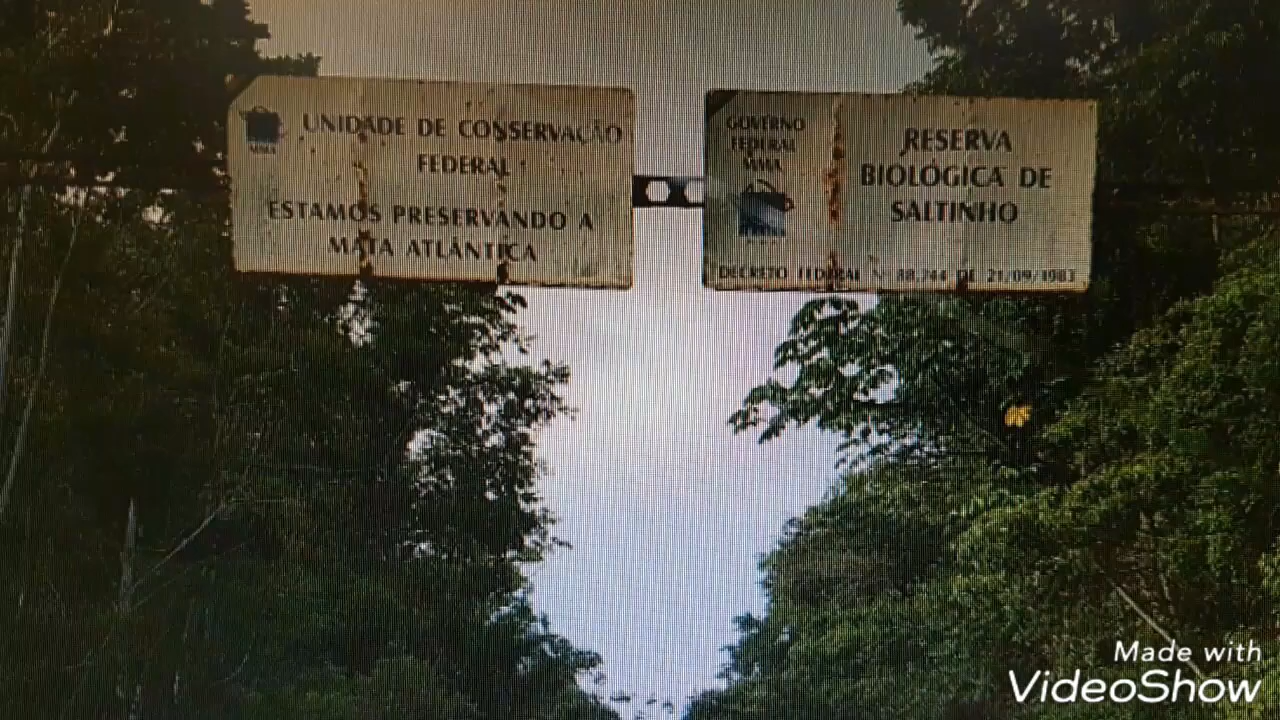 UNIDADE DE CONSERVAÇÃO
FEDERAL
ESTAMOS PRESERVANDO A
MATA ATLÂNTICA
MMA
GOVERNO
FEDERAL
MMA
RESERVA
BIOLÓGICA DE
SALTINHO
DECRETO FEDERAL Nº 88.744 DE 21/09/1983
Made with
VideoShow